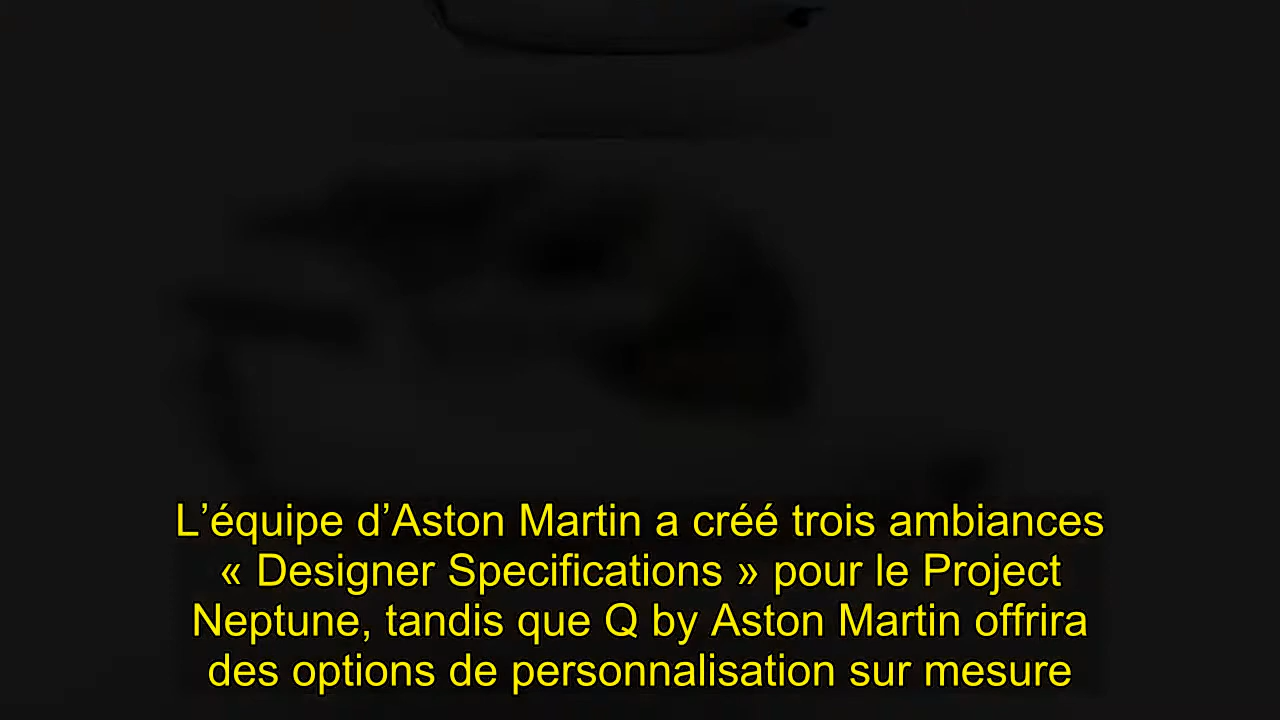 L’équipe d’Aston Martin a créé trois ambiances
« Designer Specifications » pour le Project
Neptune, tandis que Q by Aston Martin offrira
des options de personnalisation sur mesure